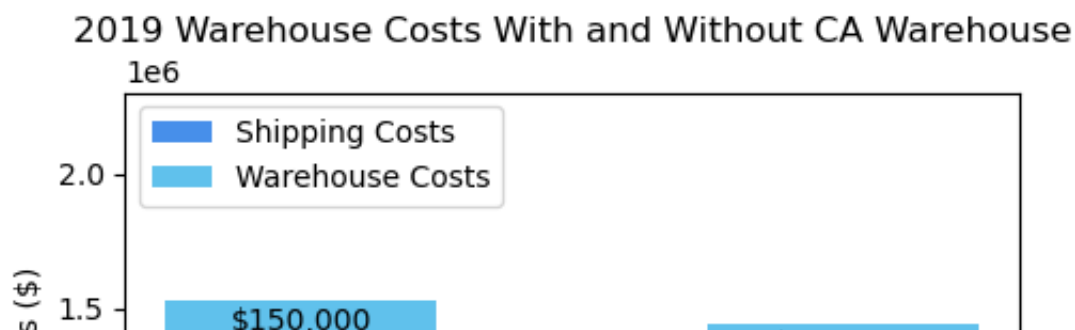 2019 Warehouse Costs With and Without CA Warehouse
1e6
Shipping Costs
Warehouse Costs
2.0
($)
1.5
$150,000